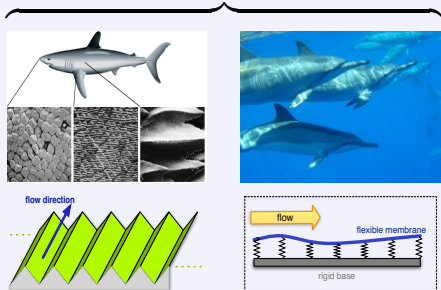 flow direction
flow
flexible membrane
rigid base